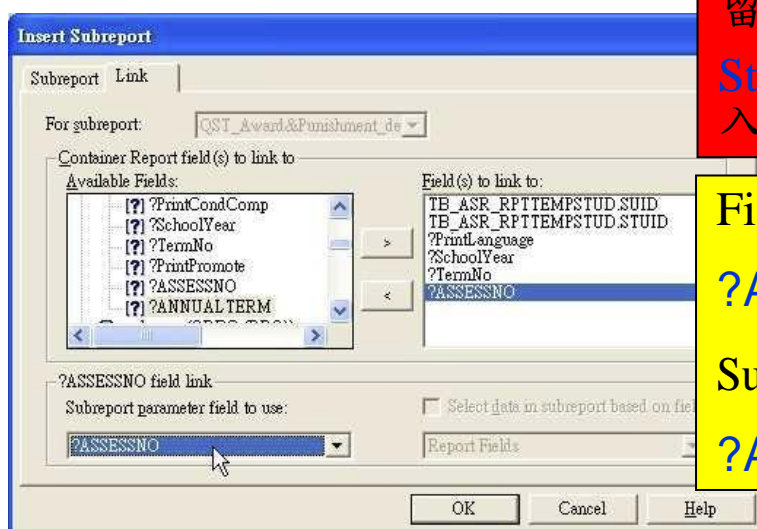 Insert Subreport
Subreport Link
For subreport: QST_Award&Punishment_de
Container Report field(s) to link to
Available Fields:
[?] ?PrintCondComp
[?] ?SchoolYear
[?] ?TermNo
[?] ?PrintPromote
[?] ?ASSESSNO
[?] ?ANNUALTERM
>
<
Field(s) to link to:
TB_ASR_RPTTEMPSTUD.SUID
TB_ASR_RPTTEMPSTUD.STUID
?PrintLanguage
?SchoolYear
?TermNo
?ASSESSNO
?ASSESSNO field link
Subreport parameter field to use:
?ASSESSNO
Select data in subreport based on
Report Fields
OK Cancel Help
留
St
入
Fi
?A
Su
?A